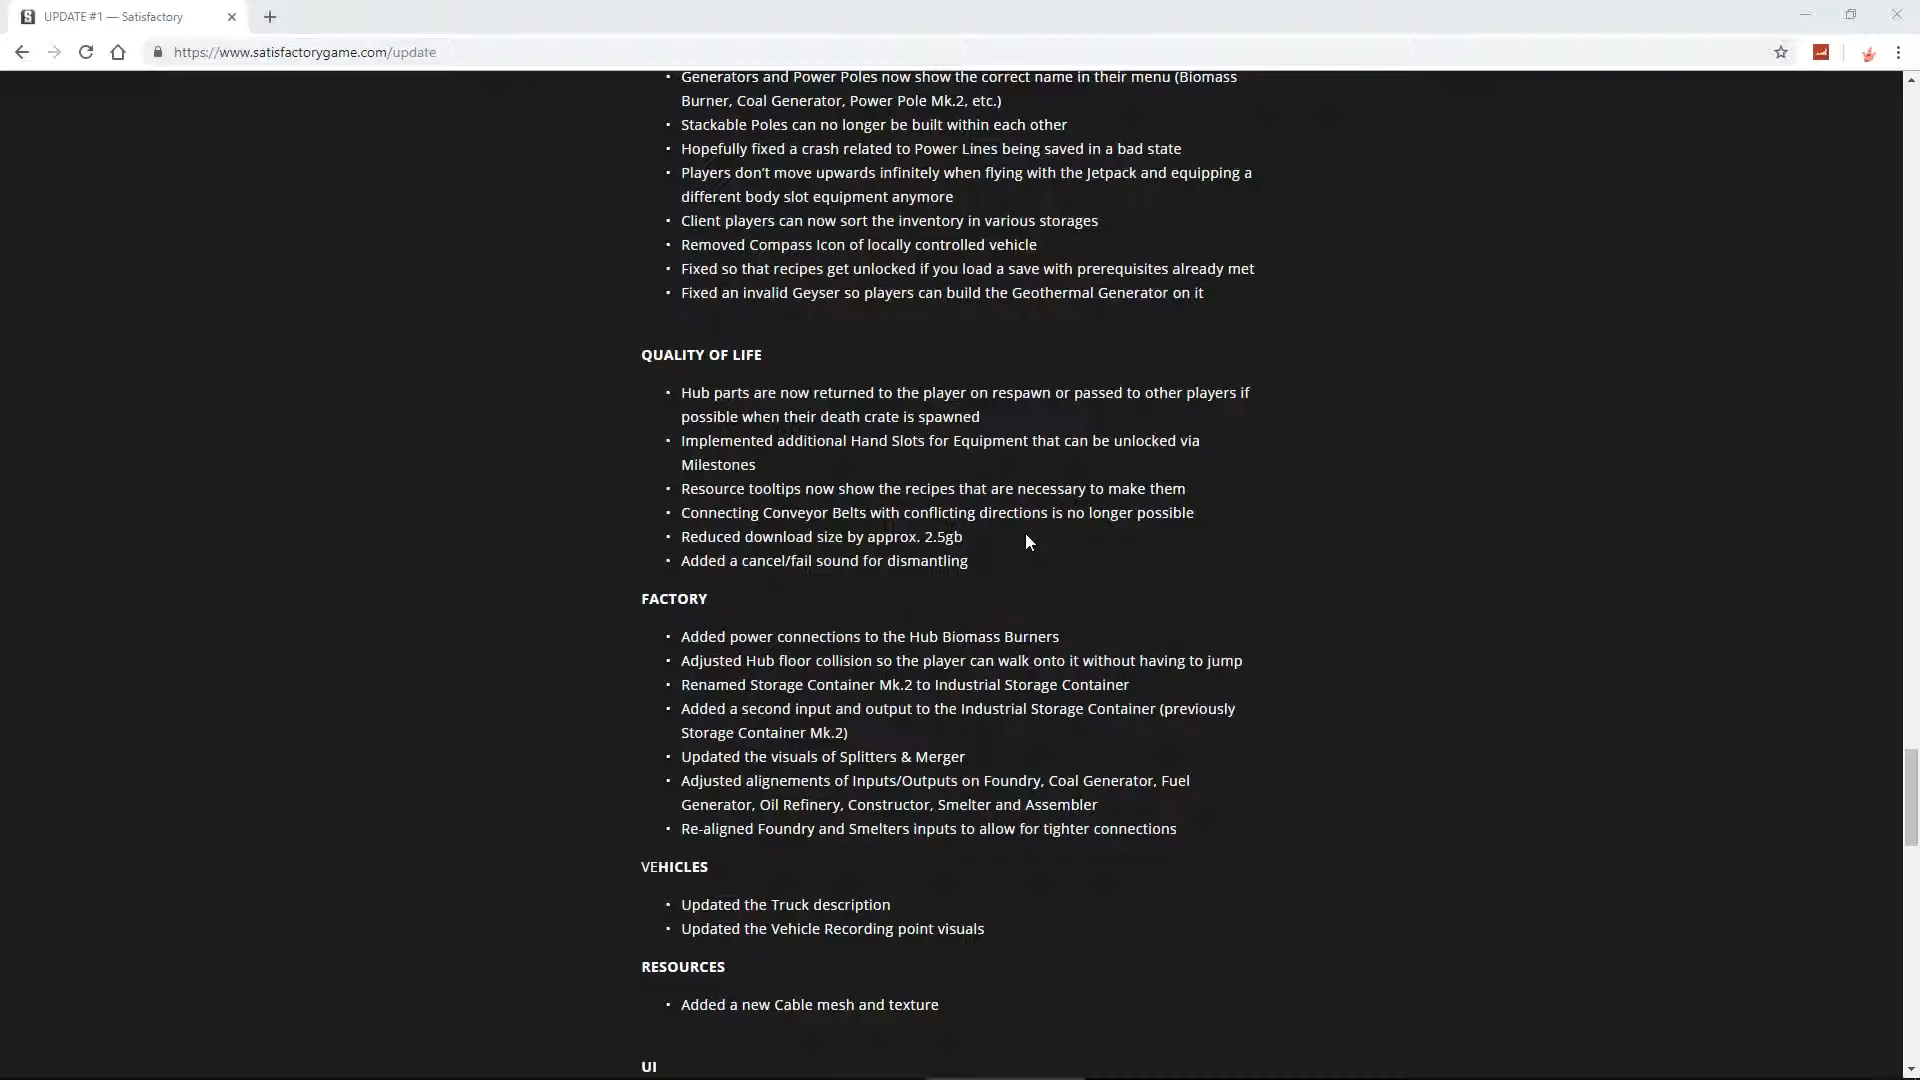 UPDATE #1 — Satisfactory
https://www.satisfactorygame.com/update
• Generators and Power Poles now show the correct name in their menu (Biomass
Burner, Coal Generator, Power Pole Mk.2, etc.)
• Stackable Poles can no longer be built within each other
• Hopefully fixed a crash related to Power Lines being saved in a bad state
• Players don’t move upwards infinitely when flying with the Jetpack and equipping a
different body slot equipment anymore
• Client players can now sort the inventory in various storages
• Removed Compass Icon of locally controlled vehicle
• Fixed so that recipes get unlocked if you load a save with prerequisites already met
• Fixed an invalid Geyser so players can build the Geothermal Generator on it
QUALITY OF LIFE
• Hub parts are now returned to the player on respawn or passed to other players if
possible when their death crate is spawned
• Implemented additional Hand Slots for Equipment that can be unlocked via
Milestones
• Resource tooltips now show the recipes that are necessary to make them
• Connecting Conveyor Belts with conflicting directions is no longer possible
• Reduced download size by approx. 2.5gb
• Added a cancel/fail sound for dismantling
FACTORY
• Added power connections to the Hub Biomass Burners
• Adjusted Hub floor collision so the player can walk onto it without having to jump
• Renamed Storage Container Mk.2 to Industrial Storage Container
• Added a second input and output to the Industrial Storage Container (previously
Storage Container Mk.2)
• Updated the visuals of Splitters & Merger
• Adjusted alignements of Inputs/Outputs on Foundry, Coal Generator, Fuel
Generator, Oil Refinery, Constructor, Smelter and Assembler
• Re-aligned Foundry and Smelters inputs to allow for tighter connections
VEHICLES
• Updated the Truck description
• Updated the Vehicle Recording point visuals
RESOURCES
• Added a new Cable mesh and texture
UI